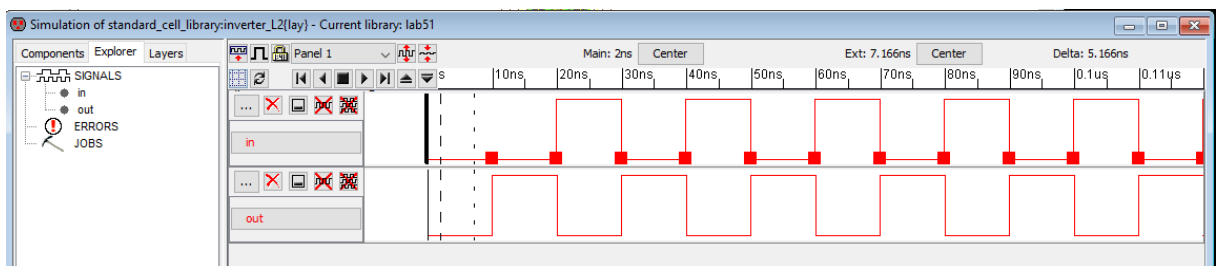 Simulation of standard_cell_library:inverter_L2{lay} - Current library: lab51
Components Explorer Layers
Panel 1
Main: 2ns Center Ext: 7.166ns Center Delta: 5.166ns
SIGNALS
in
out
ERRORS
JOBS
s 10ns 20ns 30ns 40ns 50ns 60ns 70ns 80ns 90ns 0.1us 0.11us
...
in
...
out